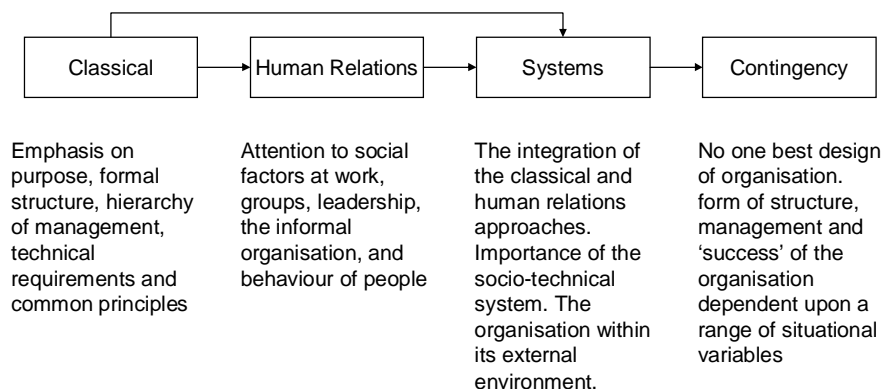 Classical
Human Relations
Systems
Contingency
Emphasis on
purpose, formal
structure, hierarchy
of management,
technical
requirements and
common principles
Attention to social
factors at work,
groups, leadership,
the informal
organisation, and
behaviour of people
The integration of
the classical and
human relations
approaches.
Importance of the
socio-technical
system. The
organisation within
its external
environment.
No one best design
of organisation.
form of structure,
management and
‘success’ of the
organisation
dependent upon a
range of situational
variables